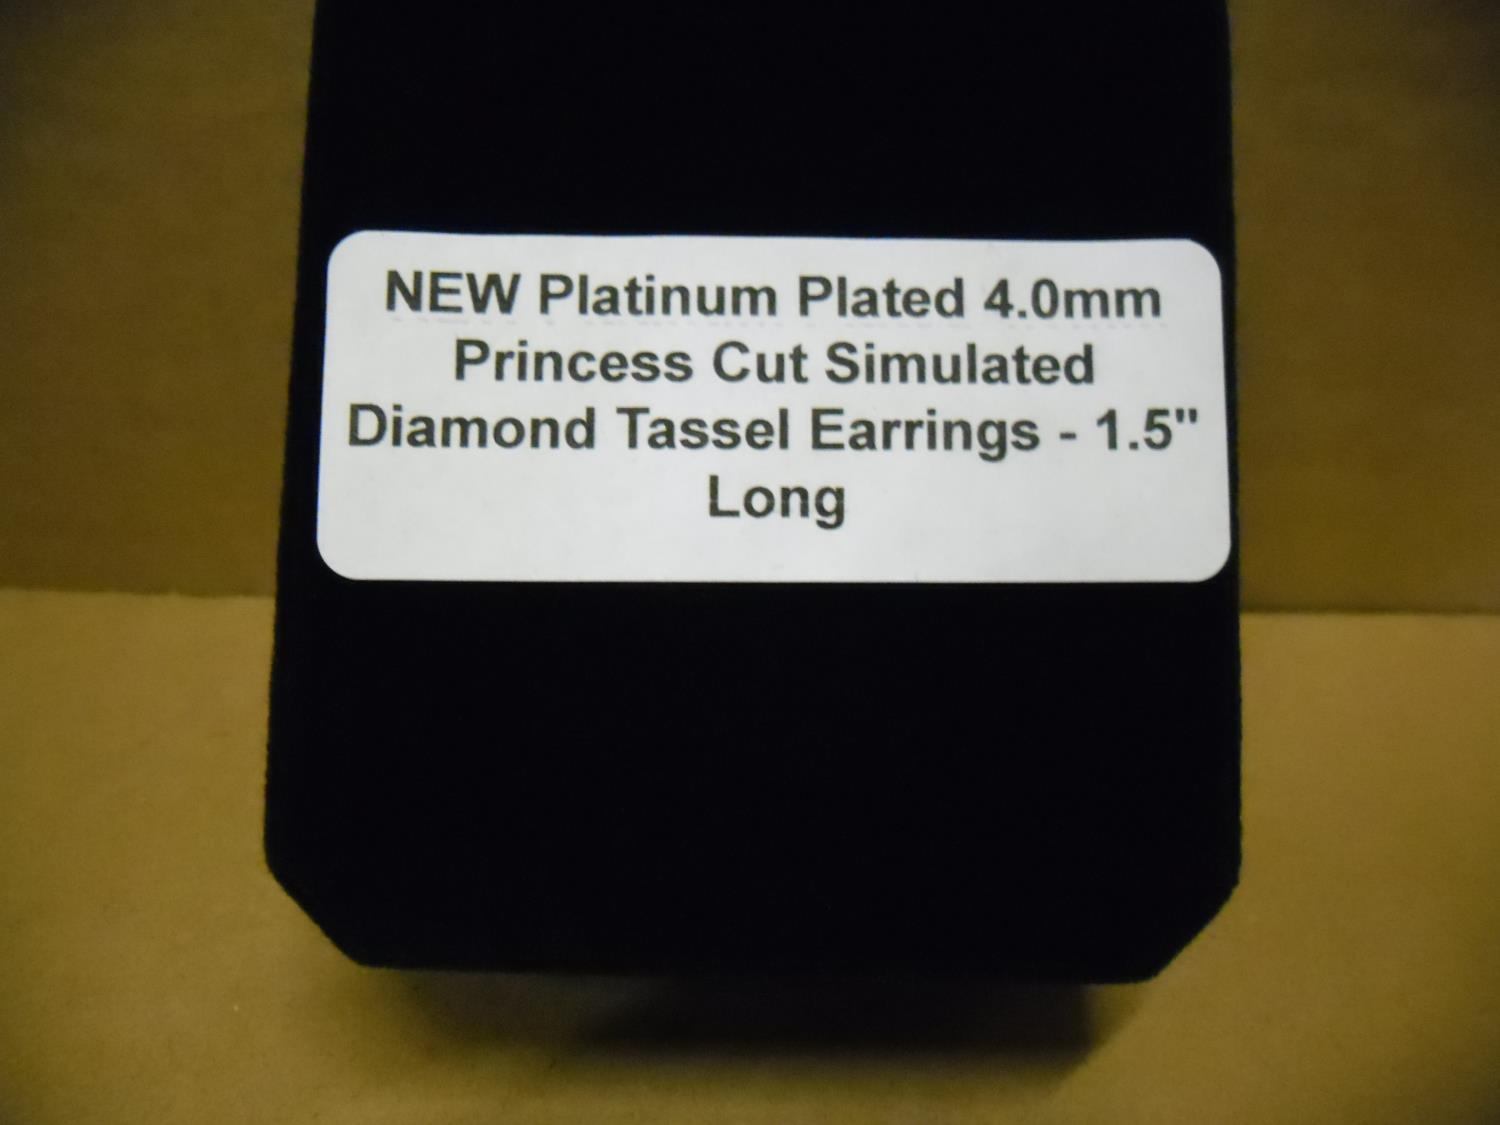 NEW Platinum Plated 4.0mm
Princess Cut Simulated
Diamond Tassel Earrings - 1.5"
Long